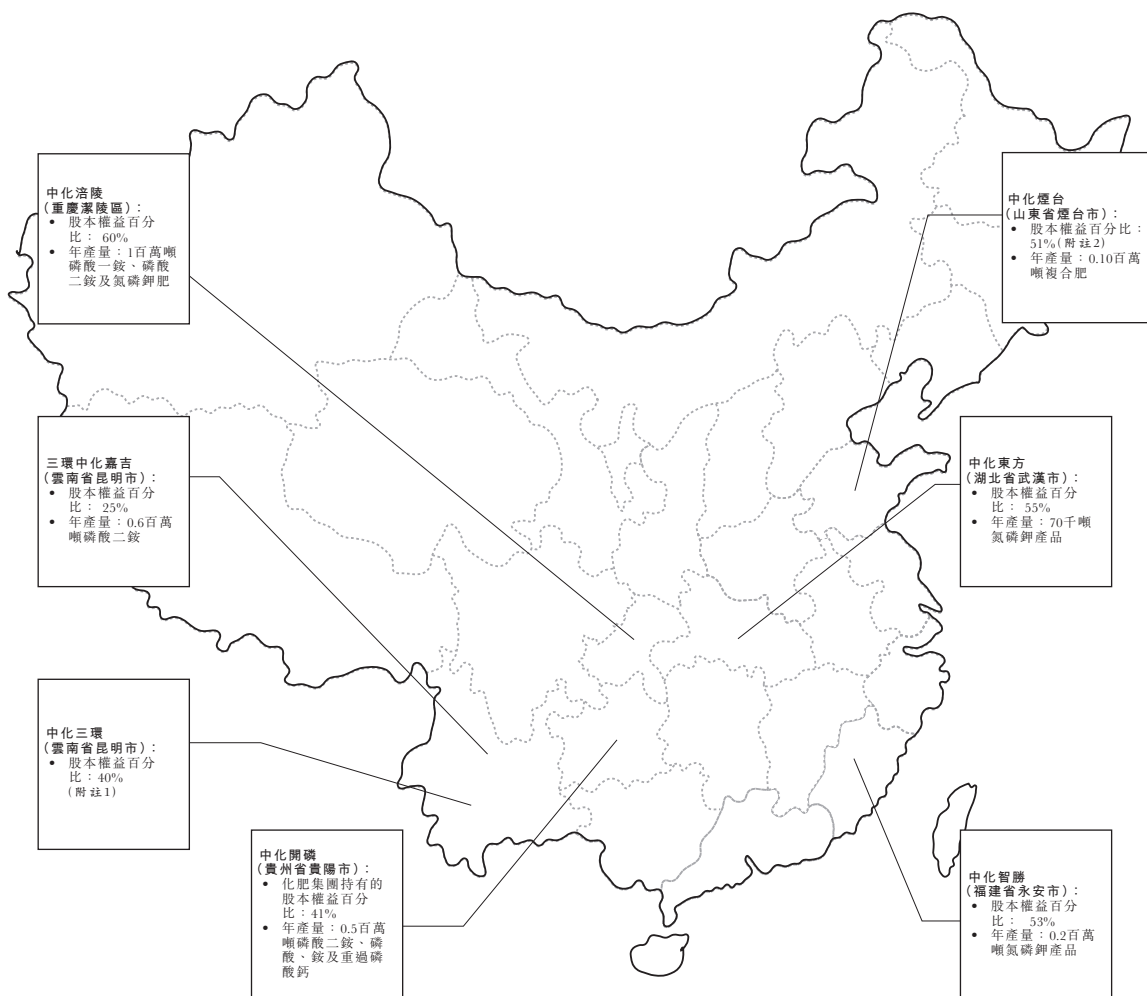 中化涪陵
(重慶潔陵區)：
• 股本權益百分
比： 60%
• 年產量：1百萬噸
磷酸一銨、磷酸
二銨及氮磷鉀肥
三環中化嘉吉
(雲南省昆明市)：
• 股本權益百分
比： 25%
• 年產量：0.6百萬
噸磷酸二銨
中化三環
(雲南省昆明市)：
• 股本權益百分
比：40%
(附註1)
中化開磷
(貴州省貴陽市)：
• 化肥集團持有的
股本權益百分
比：41%
• 年產量：0.5百萬
噸磷酸二銨、磷
酸、銨及重過磷
酸鈣
中化煙台
(山東省煙台市)：
• 股本權益百分比：
51%(附註2)
• 年產量：0.10百萬
噸複合肥
中化東方
(湖北省武漢市)：
• 股本權益百分
比： 55%
• 年產量：70千噸
氮磷鉀產品
中化智勝
(福建省永安市)：
• 股本權益百分
比： 53%
• 年產量：0.2百萬
噸氮磷鉀產品